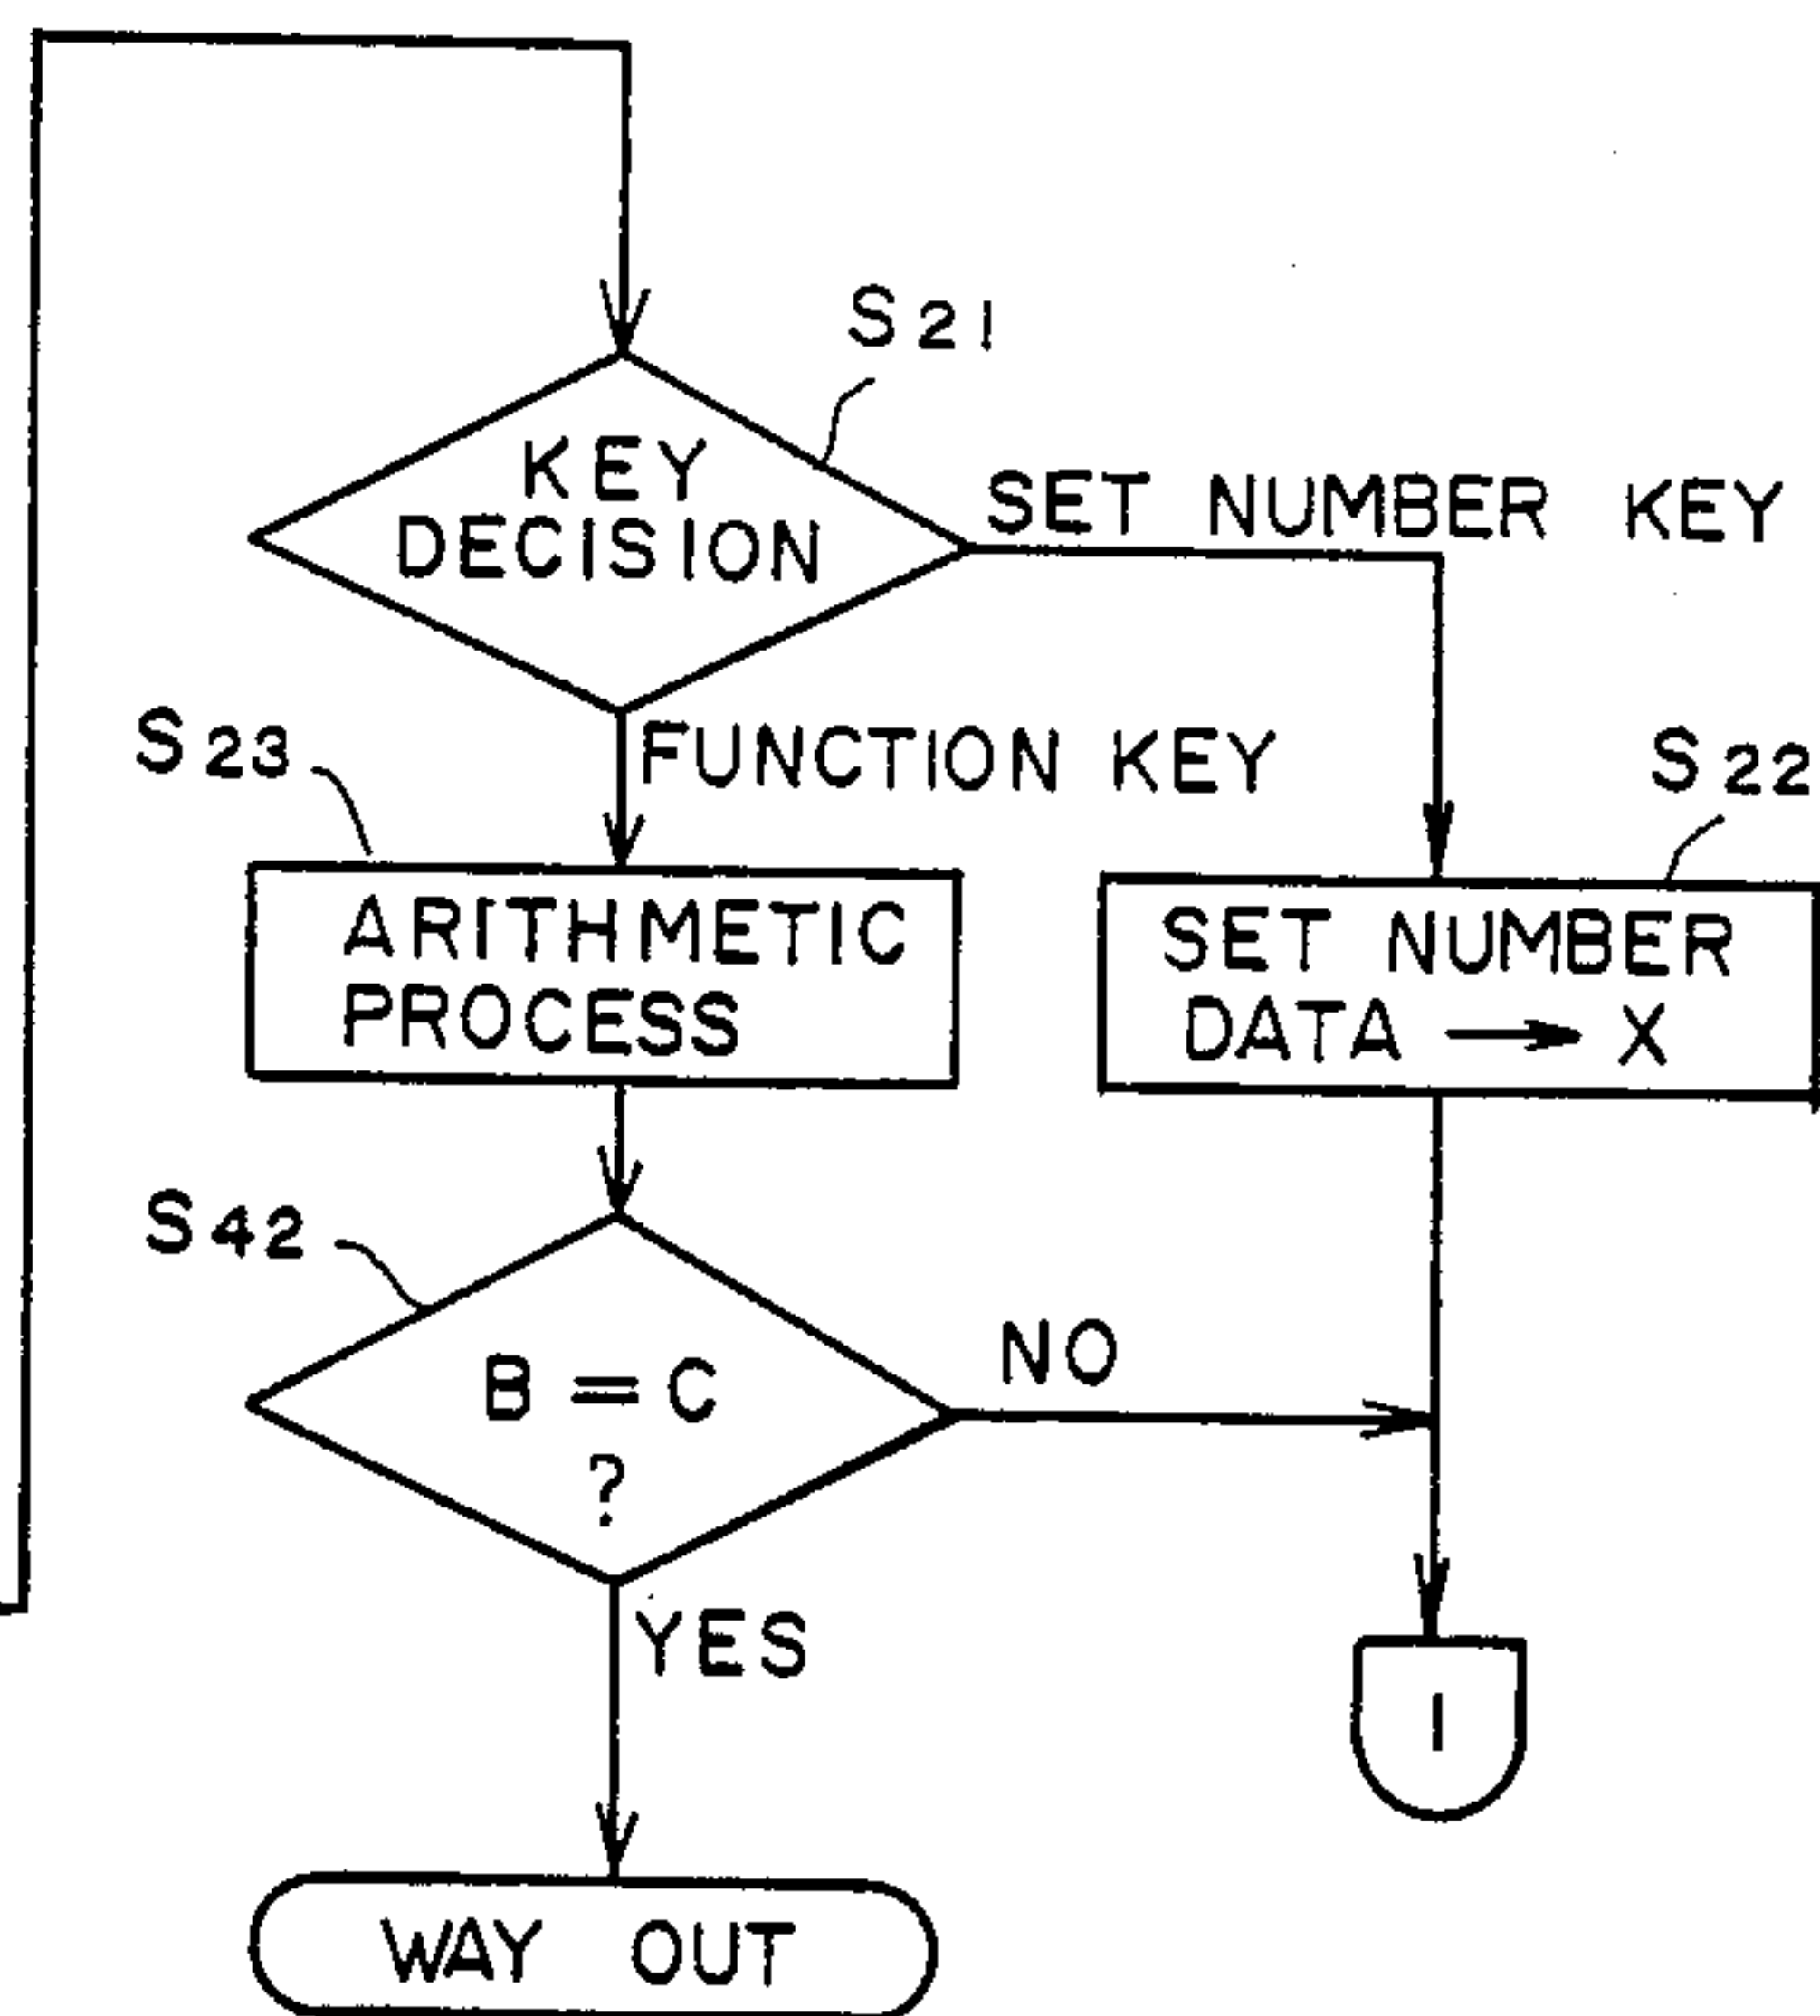 S21
KEY
DECISION
SET NUMBER KEY
S23
FUNCTION KEY
S22
ARITHMETIC
PROCESS
SET NUMBER
DATA → X
S42
B = C
?
NO
YES
1
WAY OUT